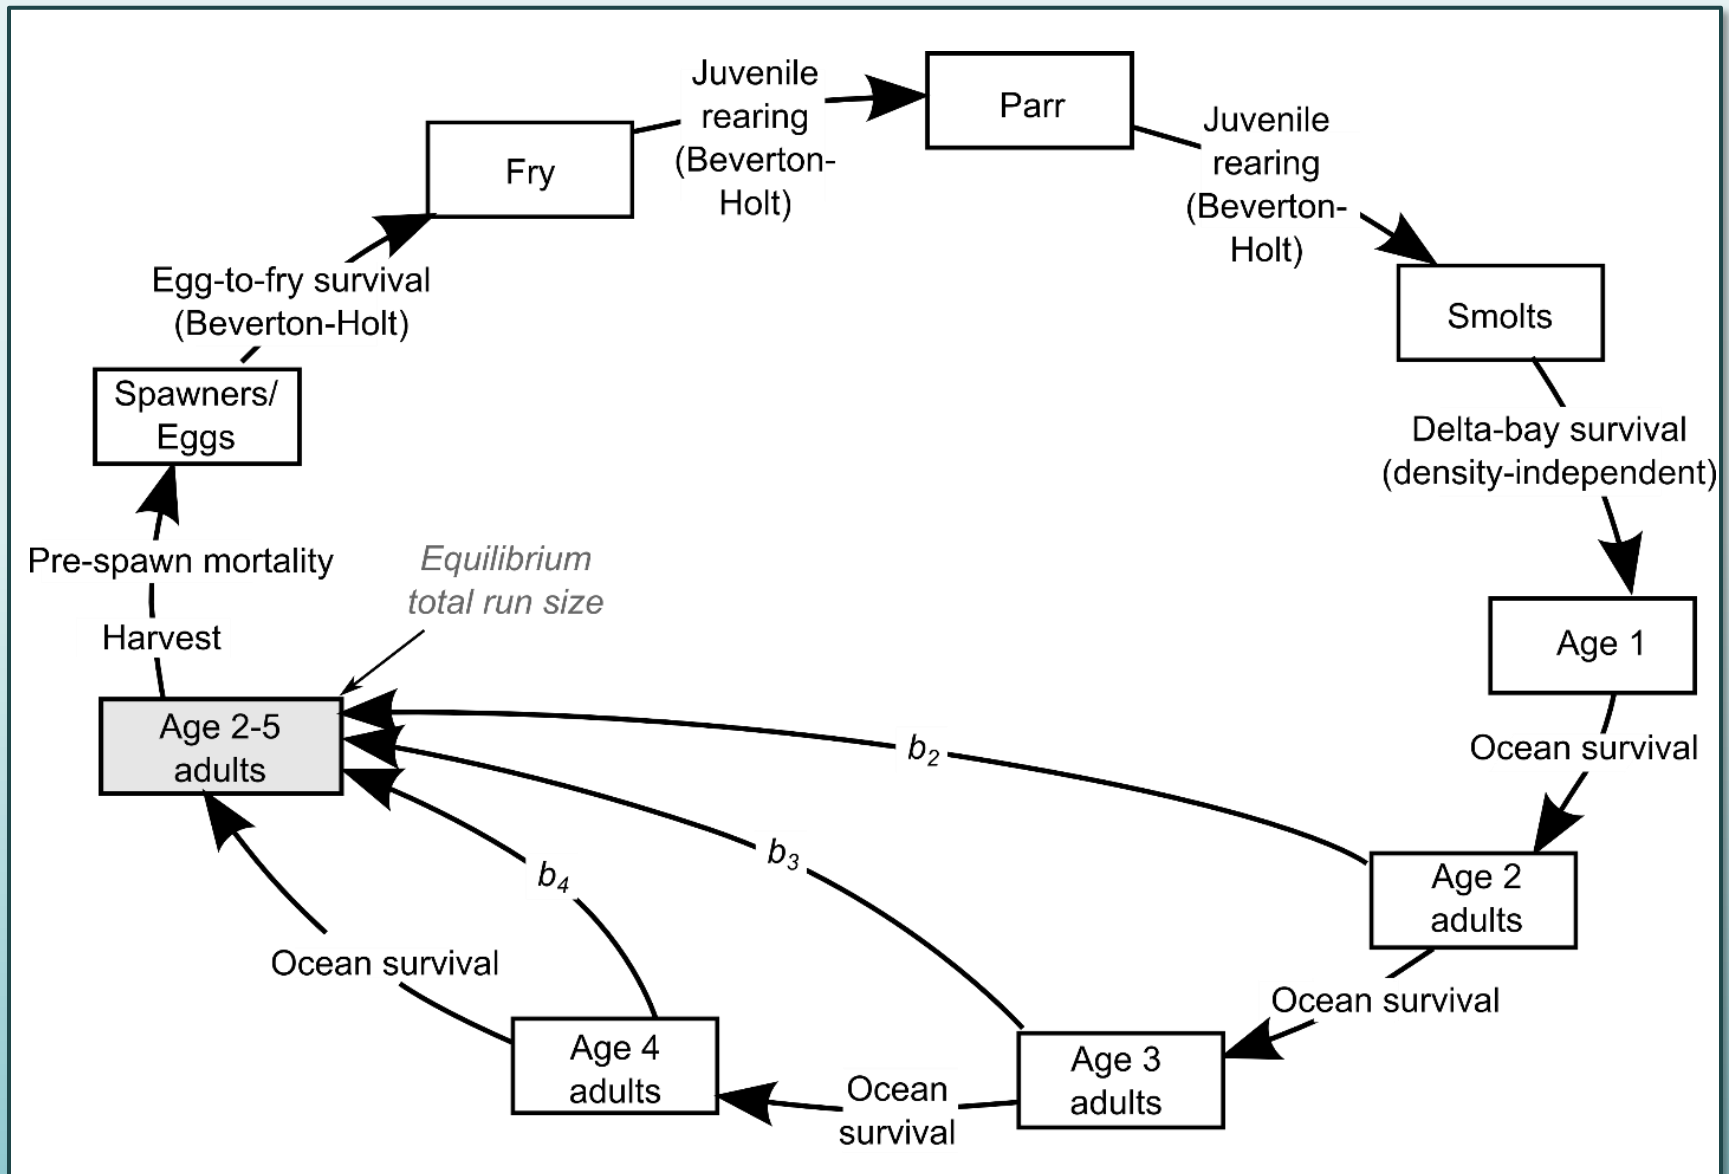 Juvenile
rearing
(Beverton-
Holt)
Parr
Juvenile
rearing
(Beverton-
Holt)
Fry
Egg-to-fry survival
(Beverton-Holt)
Smolts
Spawners/
Eggs
Delta-bay survival
(density-independent)
Pre-spawn mortality
Equilibrium
total run size
Harvest
Age 1
Age 2-5
adults
b2
Ocean survival
b3
b4
Age 2
adults
Ocean survival
Ocean survival
Age 4
adults
Ocean
survival
Age 3
adults